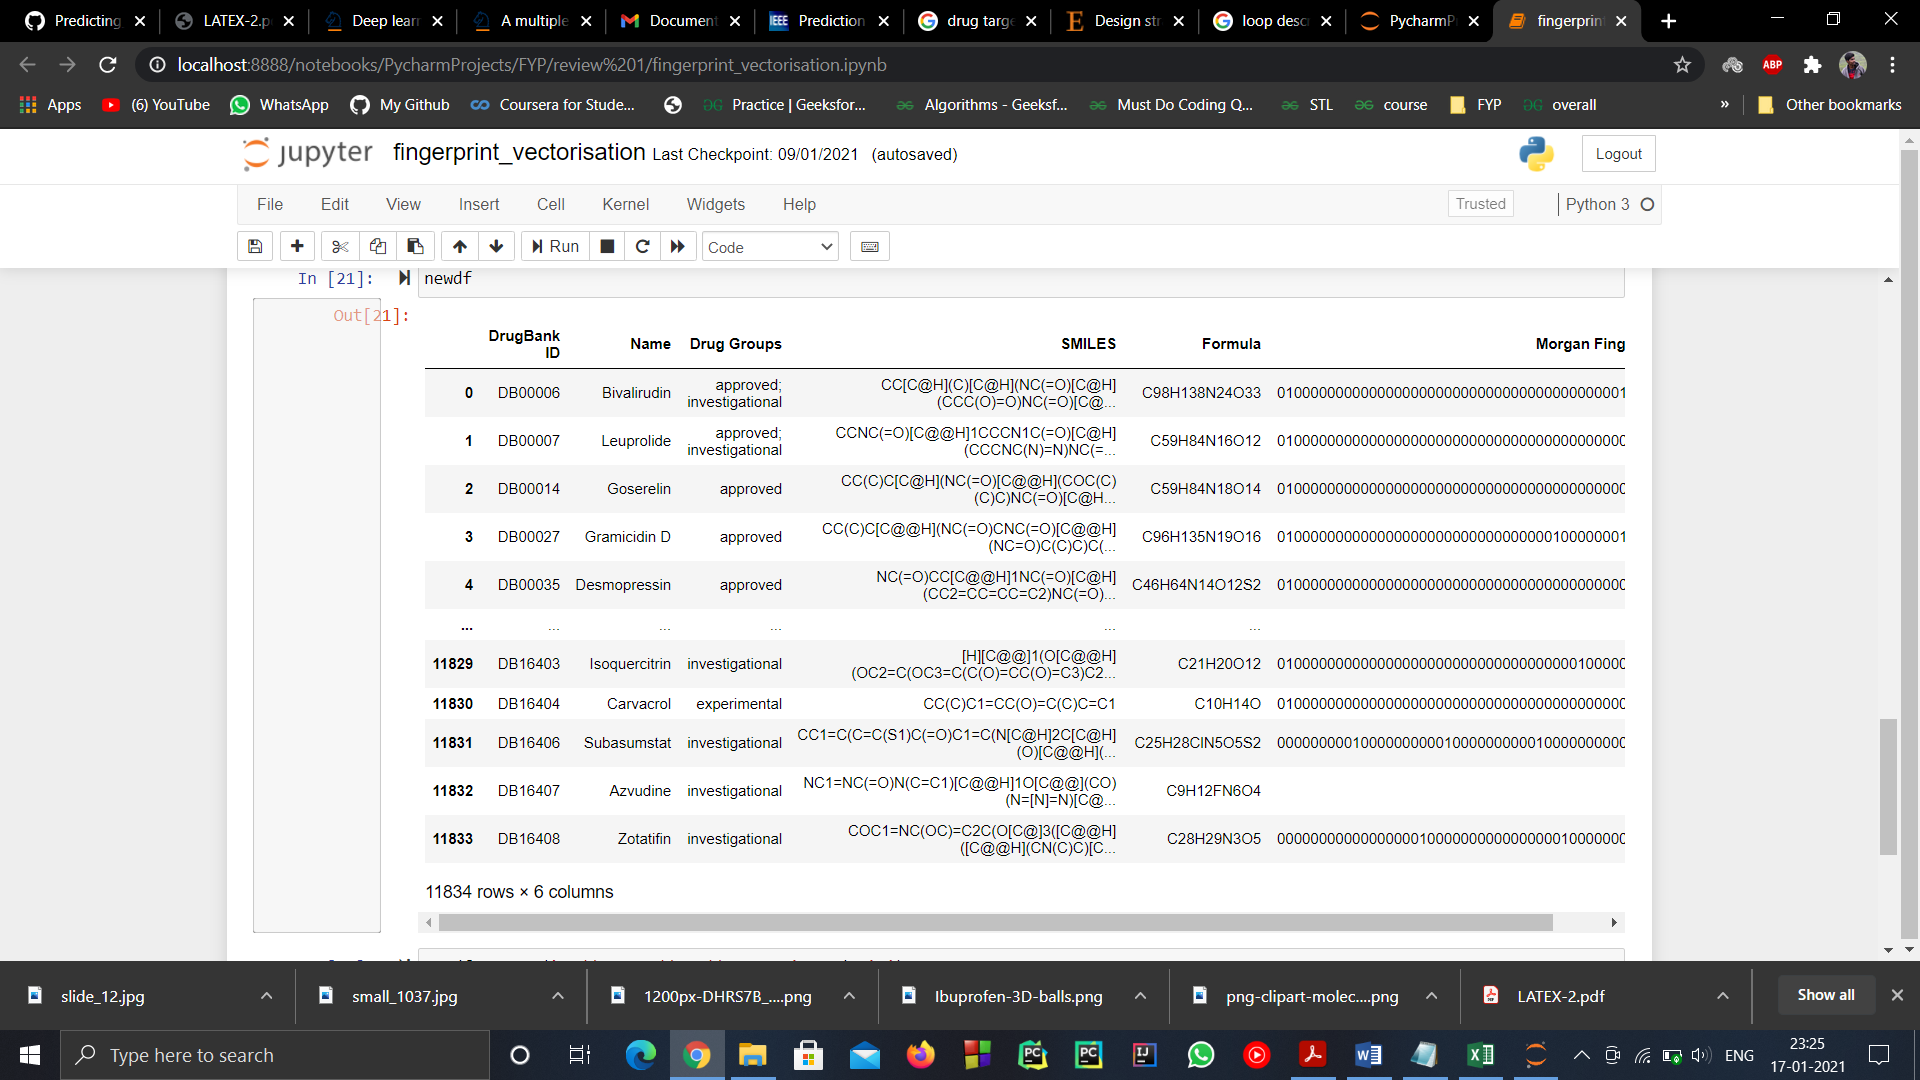 Predicting
LATEX-2.p
Deep lear
A multiple
Document
Prediction
drug targe
Design st
loop desc
PycharmP
fingerprin
localhost:8888/notebooks/PycharmProjects/FYP/review%201/fingerprint_vectorisation.ipynb
ABP
Apps
(6) YouTube
WhatsApp
My Github
Coursera for Stude...
Practice | Geeksfor...
Algorithms - Geeksf...
Must Do Coding Q...
STL
course
FYP
overall
»
Other bookmarks
jupyter fingerprint_vectorisation Last Checkpoint: 09/01/2021 (autosaved)
Logout
File Edit View Insert Cell Kernel Widgets Help
Trusted
Python 3
Run
Code
In [21]: newdf
Out[21]:
DrugBank ID Name Drug Groups SMILES Formula Morgan Fing
0 DB00006 Bivalirudin approved; investigational CC[C@H](C)[C@H](NC(=O)[C@H] (CCC(O)=O)NC(=O)[C@... C98H138N24O33
1 DB00007 Leuprolide approved; investigational CCNC(=O)[C@@H]1CCCN1C(=O)[C@H] (CCCNC(N)=N)NC(=... C59H84N16O12
2 DB00014 Goserelin approved CC(C)C[C@H](NC(=O)[C@@H](COC(C) (C)C)NC(=O)[C@H... C59H84N18O14
3 DB00027 Gramicidin D approved CC(C)C[C@@H](NC(=O)CNC(=O)[C@@H] (NC=O)C(C)C)C(... C96H135N19O16
4 DB00035 Desmopressin approved NC(=O)CC[C@@H]1NC(=O)[C@H] (CC2=CC=CC=C2)NC(=O)... C46H64N14O12S2
... ... ... ... ... ...
11829 DB16403 Isoquercitrin investigational [H][C@@]1(O[C@@H] (OC2=C(OC3=C(C(O)=CC(O)=C3)C2... C21H20O12
11830 DB16404 Carvacrol experimental CC(C)C1=CC(O)=C(C)C=C1 C10H14O
11831 DB16406 Subasumstat investigational CC1=C(C=C(S1)C(=O)C1=C(N[C@H]2C[C@H] (O)[C@@H](... C25H28ClN5O5S2
11832 DB16407 Azvudine investigational NC1=NC(=O)N(C=C1)[C@@H]1O[C@@](CO) (N=[N]=N)[C@... C9H12FN6O4
11833 DB16408 Zotatifin investigational COC1=NC(OC)=C2C(O[C@]3([C@@H] ([C@@H](CN(C)C)[C... C28H29N3O5
11834 rows × 6 columns
slide_12.jpg
small_1037.jpg
1200px-DHRS7B_....png
Ibuprofen-3D-balls.png
png-clipart-molec....png
LATEX-2.pdf
Show all
Type here to search
ENG
23:25
17-01-2021